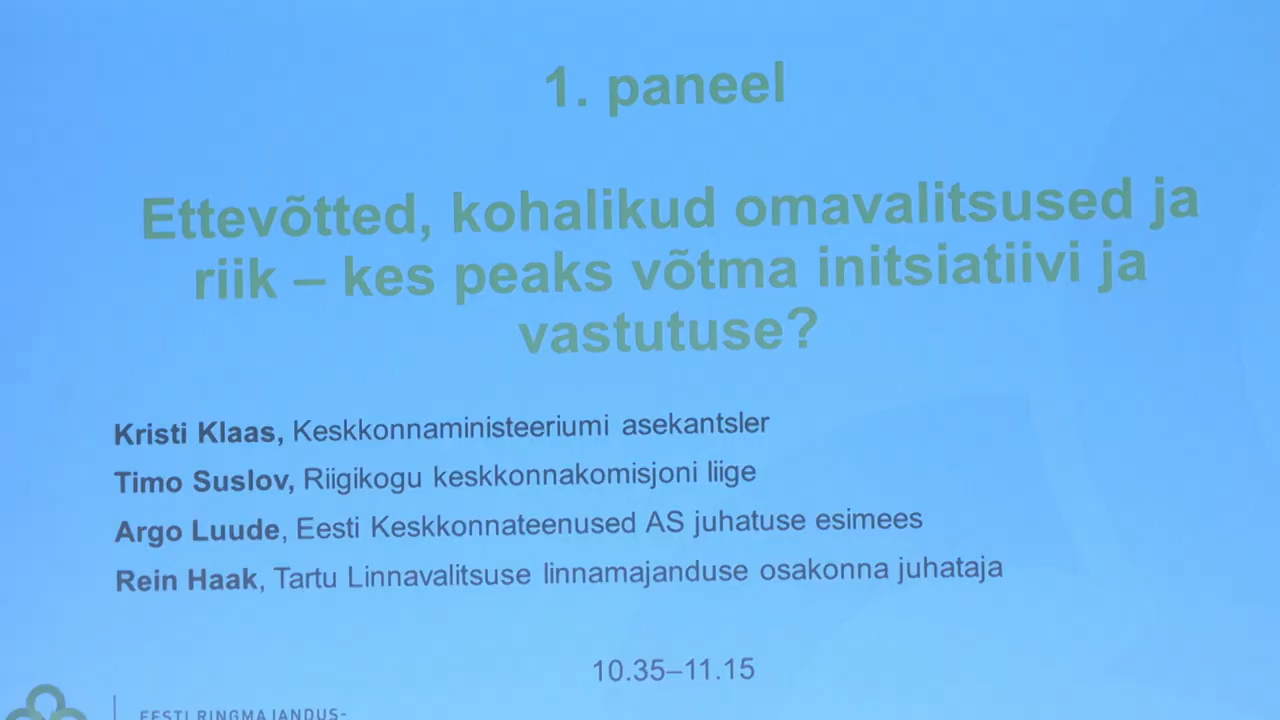 1. paneel
Ettevõtted, kohalikud omavalitsused ja
riik – kes peaks võtma initsiatiivi ja
vastutuse?
Kristi Klaas, Keskkonnaministeeriumi asekantsler
Timo Suslov, Riigikogu keskkonnakomisjoni liige
Argo Luude, Eesti Keskkonnateenused AS juhatuse esimees
Rein Haak, Tartu Linnavalitsuse linnamajanduse osakonna juhataja
10.35–11.15
EESTI RINGMAJANDUS-